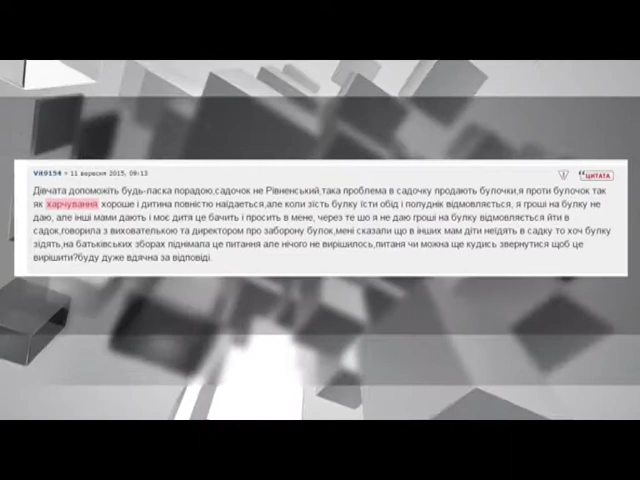 Vit9154 » 11 вересня 2015, 09:13
ЦИТАТА
Дівчата допоможіть будь-ласка порадою,садочок не Рівненський,така проблема в садочку продають булочки,я проти булочок так
як харчування хороше і дитина повністю наїдаеться,але коли зість булку їсти обід і полуднік відмовляється, я гроші на булку не
даю, але інші мами дають і моє дитя це бачить і просить в мене, через те шо я не даю гроші на булку відмовляється йти в
садок,говорила з вихователькою та директором про заборону булок,мені сказали що в інших мам діти неїдять в садку то хоч булку
зідять,на батьківських зборах піднімала це питання але нічого не вирішилось,питаня чи можна ще кудись звернутися щоб це
вирішити?буду дуже вдячна за відповіді.